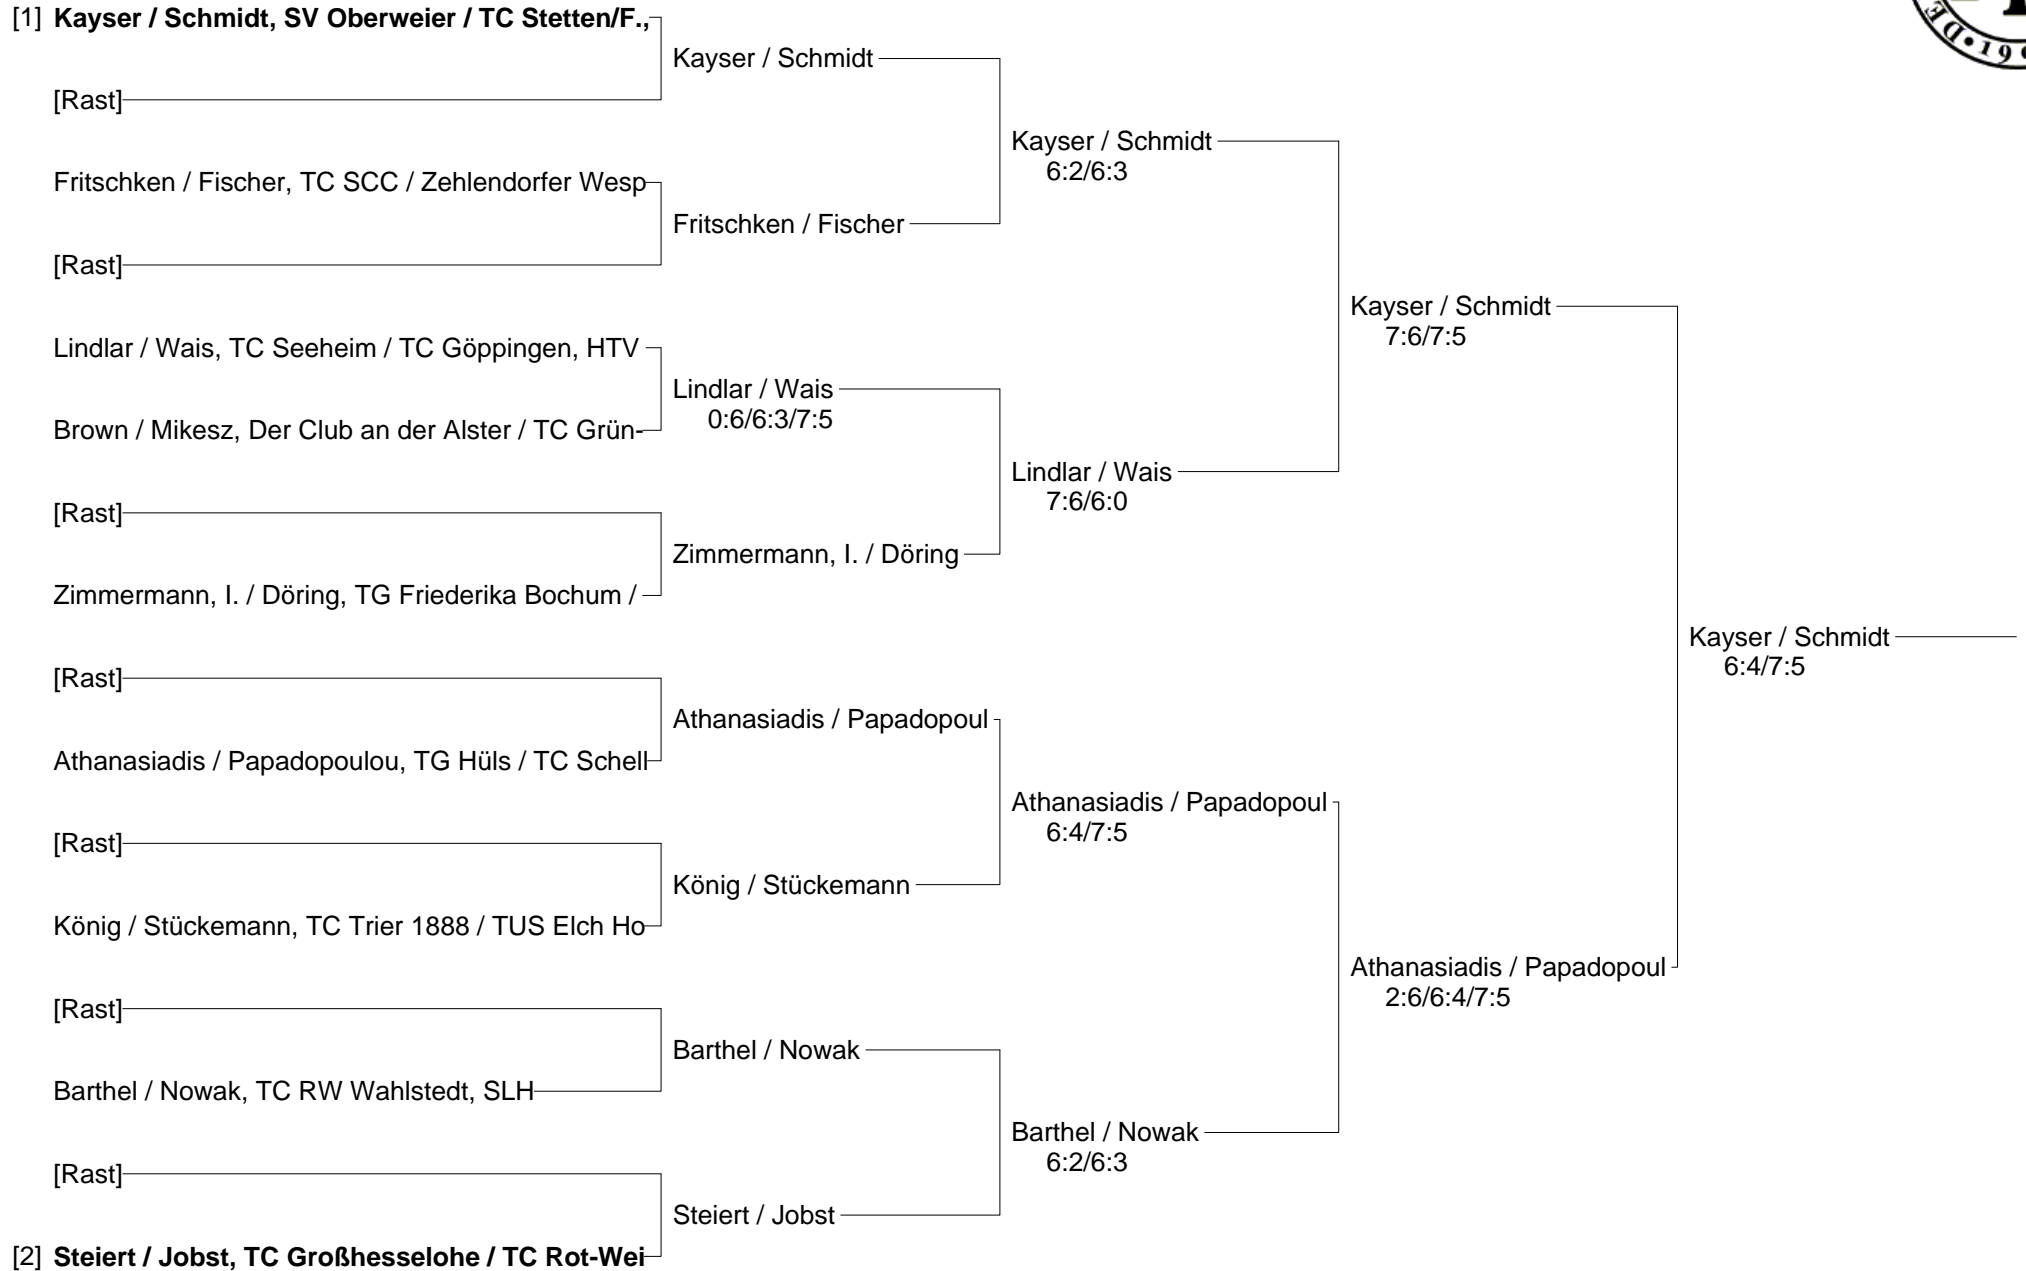 [1] Kayser / Schmidt, SV Oberweier / TC Stetten/F.,
[Rast]
Fritschken / Fischer, TC SCC / Zehlendorfer Wesp
[Rast]
Lindlar / Wais, TC Seeheim / TC Göppingen, HTV
Brown / Mikesz, Der Club an der Alster / TC Grün-
[Rast]
Zimmermann, I. / Döring, TG Friederika Bochum /
[Rast]
Athanasiadis / Papadopoulou, TG Hüls / TC Schell
[Rast]
König / Stückemann, TC Trier 1888 / TUS Elch Ho
[Rast]
Barthel / Nowak, TC RW Wahlstedt, SLH
[Rast]
[2] Steiert / Jobst, TC Großhesselohe / TC Rot-Wei
Kayser / Schmidt
Fritschken / Fischer
Lindlar / Wais
0:6/6:3/7:5
Zimmermann, I. / Döring
Athanasiadis / Papadopoul
König / Stückemann
Barthel / Nowak
Steiert / Jobst
Kayser / Schmidt
6:2/6:3
Lindlar / Wais
7:6/6:0
Athanasiadis / Papadopoul
6:4/7:5
Barthel / Nowak
6:2/6:3
Kayser / Schmidt
7:6/7:5
Athanasiadis / Papadopoul
2:6/6:4/7:5
Kayser / Schmidt
6:4/7:5